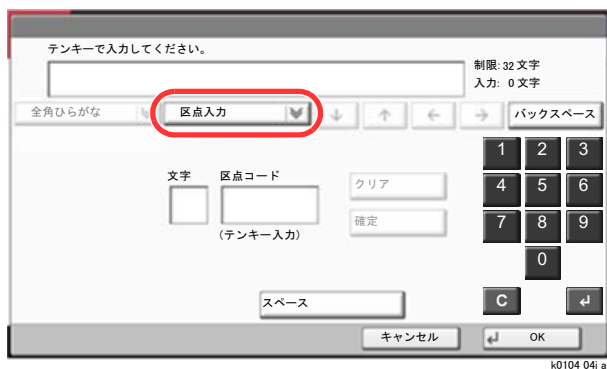 テンキーで入力してください。
制限: 32 文字
入力: 0 文字
全角ひらがな 区点入力 ↓ ↑ ← → バックスペース
1 2 3
文字 区点コード クリア 4 5 6
確定 7 8 9
(テンキー入力)
0
スペース C ↵
キャンセル ↵ OK
k0104 04j a